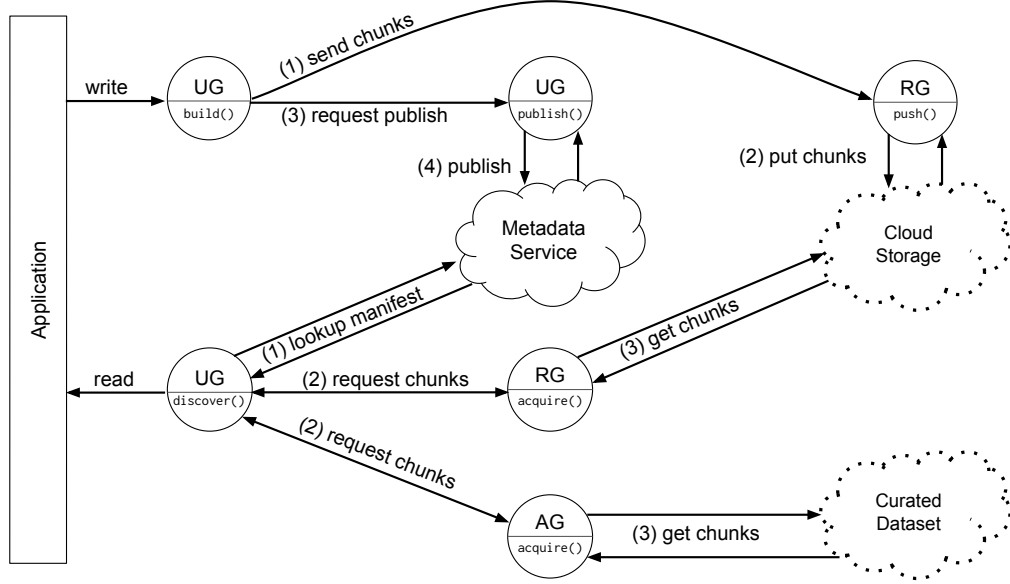 (1) send chunks
write
UG
build()
(3) request publish
UG
publish()
RG
push()
(4) publish
(2) put chunks
Metadata
Service
Cloud
Storage
Application
(1) lookup manifest
(3) get chunks
read
UG
discover()
(2) request chunks
RG
acquire()
(2) request chunks
AG
acquire()
(3) get chunks
Curated
Dataset